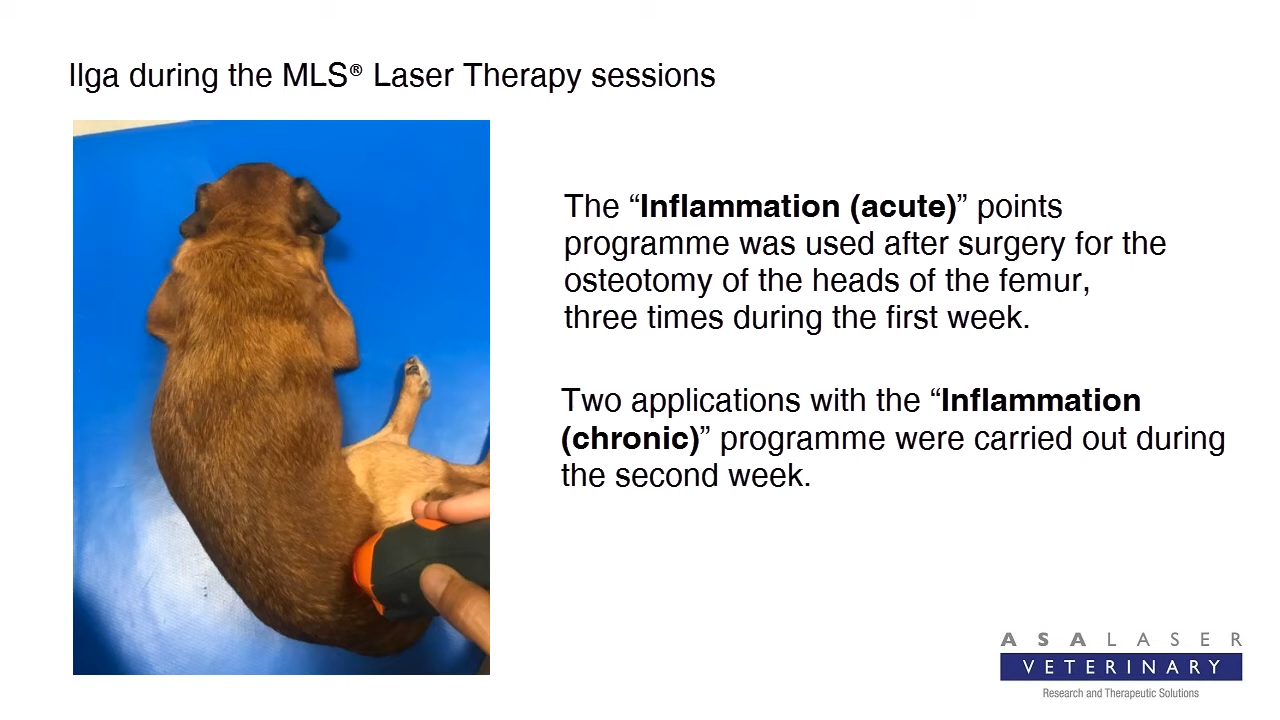 Ilga during the MLS® Laser Therapy sessions
The “Inflammation (acute)” points
programme was used after surgery for the
osteotomy of the heads of the femur,
three times during the first week.
Two applications with the “Inflammation
(chronic)” programme were carried out during
the second week.
ASALASER
VETERINARY
Research and Therapeutic Solutions